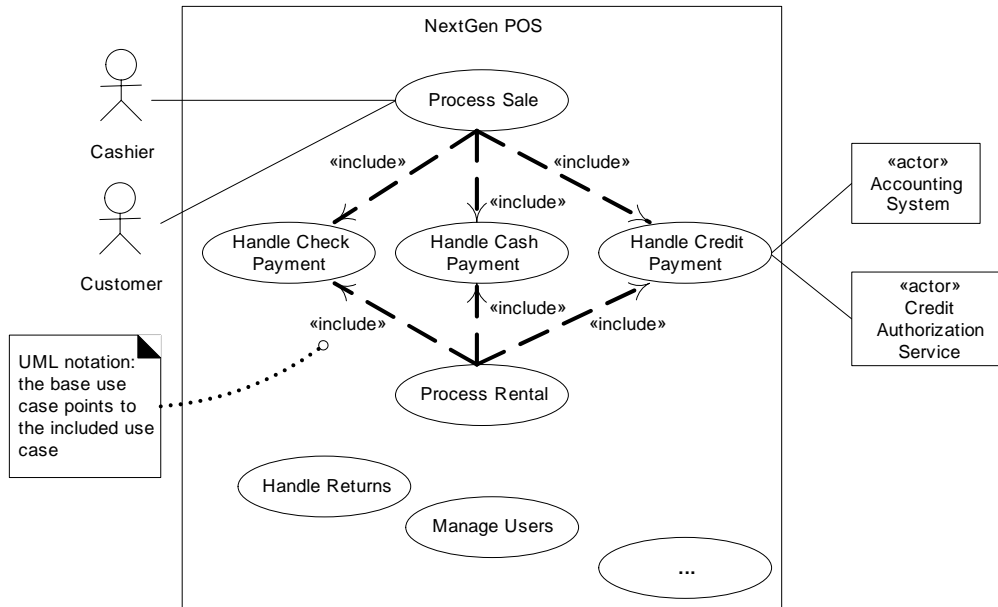 NextGen POS
Process Sale
Cashier
«include»
«include»
«include»
«actor»
Accounting
System
Customer
Handle Check
Payment
Handle Cash
Payment
Handle Credit
Payment
«actor»
Credit
Authorization
Service
«include»
«include»
«include»
UML notation:
the base use
case points to
the included use
case
Process Rental
Handle Returns
Manage Users
...